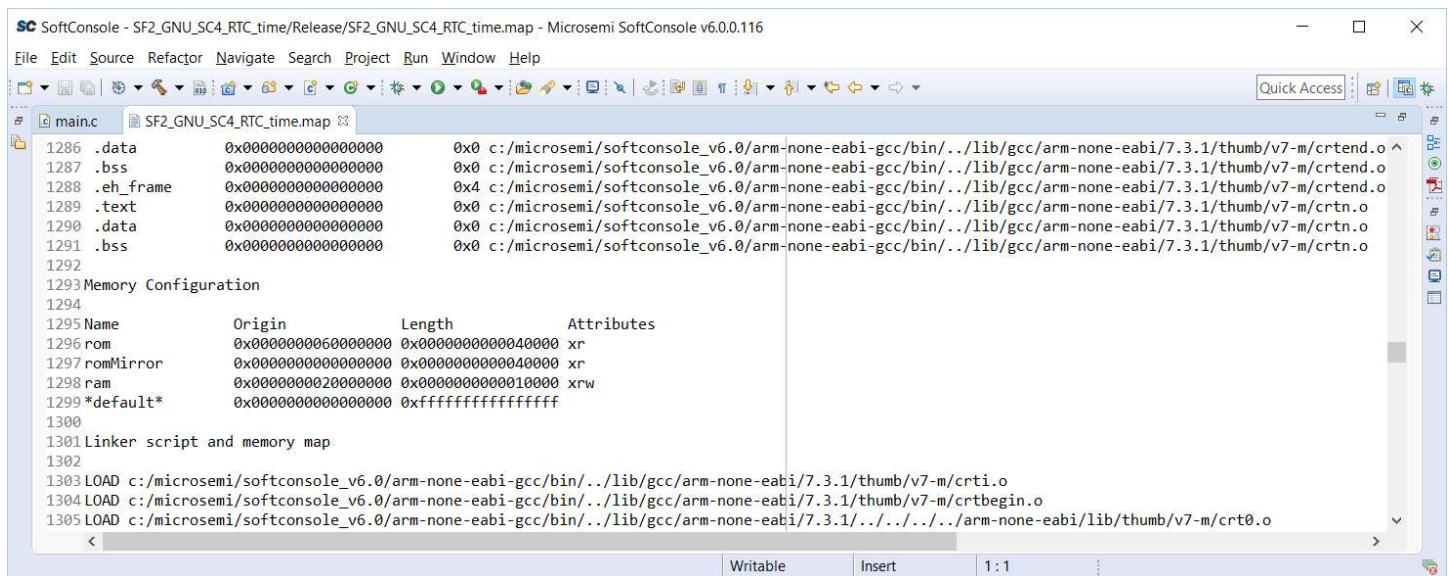 SC SoftConsole - SF2_GNU_SC4_RTC_time/Release/SF2_GNU_SC4_RTC_time.map - Microsemi SoftConsole v6.0.0.116
File Edit Source Refactor Navigate Search Project Run Window Help
Quick Access
main.c SF2_GNU_SC4_RTC_time.map
1286 .data 0x0000000000000000 0x0 c:/microsemi/softconsole_v6.0/arm-none-eabi-gcc/bin/../lib/gcc/arm-none-eabi/7.3.1/thumb/v7-m/crtend.o
1287 .bss 0x0000000000000000 0x0 c:/microsemi/softconsole_v6.0/arm-none-eabi-gcc/bin/../lib/gcc/arm-none-eabi/7.3.1/thumb/v7-m/crtend.o
1288 .eh_frame 0x0000000000000000 0x4 c:/microsemi/softconsole_v6.0/arm-none-eabi-gcc/bin/../lib/gcc/arm-none-eabi/7.3.1/thumb/v7-m/crtend.o
1289 .text 0x0000000000000000 0x0 c:/microsemi/softconsole_v6.0/arm-none-eabi-gcc/bin/../lib/gcc/arm-none-eabi/7.3.1/thumb/v7-m/crtn.o
1290 .data 0x0000000000000000 0x0 c:/microsemi/softconsole_v6.0/arm-none-eabi-gcc/bin/../lib/gcc/arm-none-eabi/7.3.1/thumb/v7-m/crtn.o
1291 .bss 0x0000000000000000 0x0 c:/microsemi/softconsole_v6.0/arm-none-eabi-gcc/bin/../lib/gcc/arm-none-eabi/7.3.1/thumb/v7-m/crtn.o
1292
1293 Memory Configuration
1294
1295 Name Origin Length Attributes
1296 rom 0x0000000060000000 0x0000000000040000 xr
1297 romMirror 0x0000000000000000 0x0000000000040000 xr
1298 ram 0x0000000020000000 0x0000000000010000 xrw
1299 *default* 0x0000000000000000 0xffffffffffffffff
1300
1301 Linker script and memory map
1302
1303 LOAD c:/microsemi/softconsole_v6.0/arm-none-eabi-gcc/bin/../lib/gcc/arm-none-eabi/7.3.1/thumb/v7-m/crti.o
1304 LOAD c:/microsemi/softconsole_v6.0/arm-none-eabi-gcc/bin/../lib/gcc/arm-none-eabi/7.3.1/thumb/v7-m/crtbegin.o
1305 LOAD c:/microsemi/softconsole_v6.0/arm-none-eabi-gcc/bin/../lib/gcc/arm-none-eabi/7.3.1/../../../../arm-none-eabi/lib/thumb/v7-m/crt0.o
Writable Insert 1 : 1